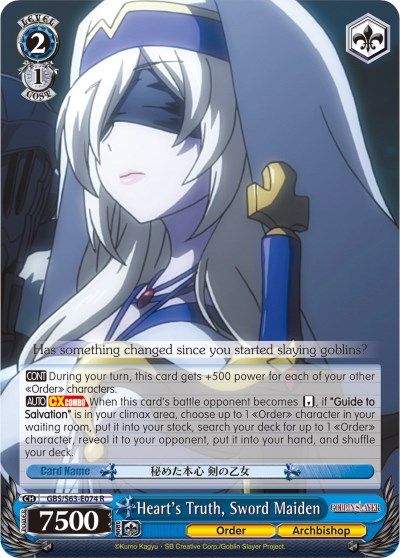 LEVEL
2
1
COST
Has something changed since you started slaying goblins?
CONT During your turn, this card gets +500 power for each of your other
«Order» characters.
AUTO CX COMBO When this card's battle opponent becomes [], if "Guide to
Salvation" is in your climax area, choose up to 1 «Order» character in your
waiting room, put it into your stock, search your deck for up to 1 «Order»
character, reveal it to your opponent, put it into your hand, and shuffle
your deck.
Card Name
秘めた本心 剣の乙女
CH GBS/S63-E074 R
7500
Heart's Truth, Sword Maiden
GOBLIN SLAYER
Order
Archbishop
©Kumo Kagyu・SB Creative Corp./Goblin Slayer Project.